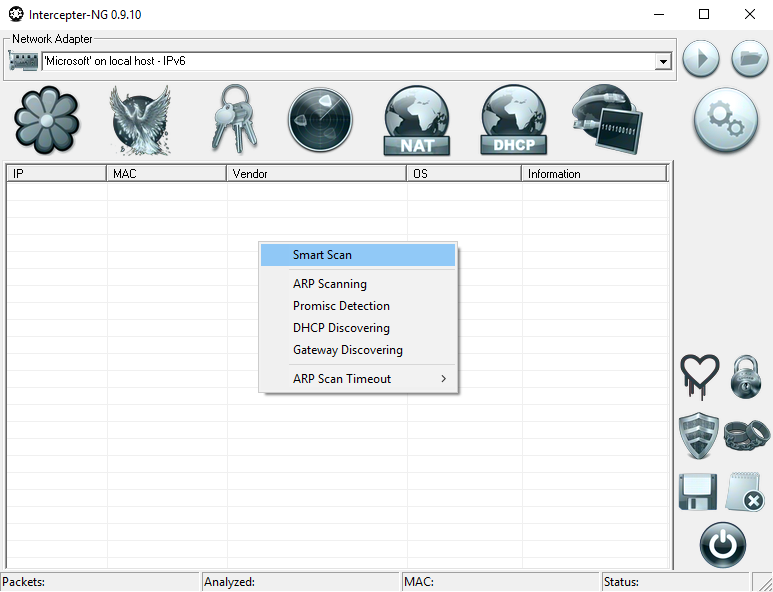 Intercepter-NG 0.9.10
Network Adapter
'Microsoft' on local host - IPv6
NAT
DHCP
0111100101
IP MAC Vendor OS Information
Smart Scan
ARP Scanning
Promisc Detection
DHCP Discovering
Gateway Discovering
ARP Scan Timeout
Packets: Analyzed: MAC: Status: